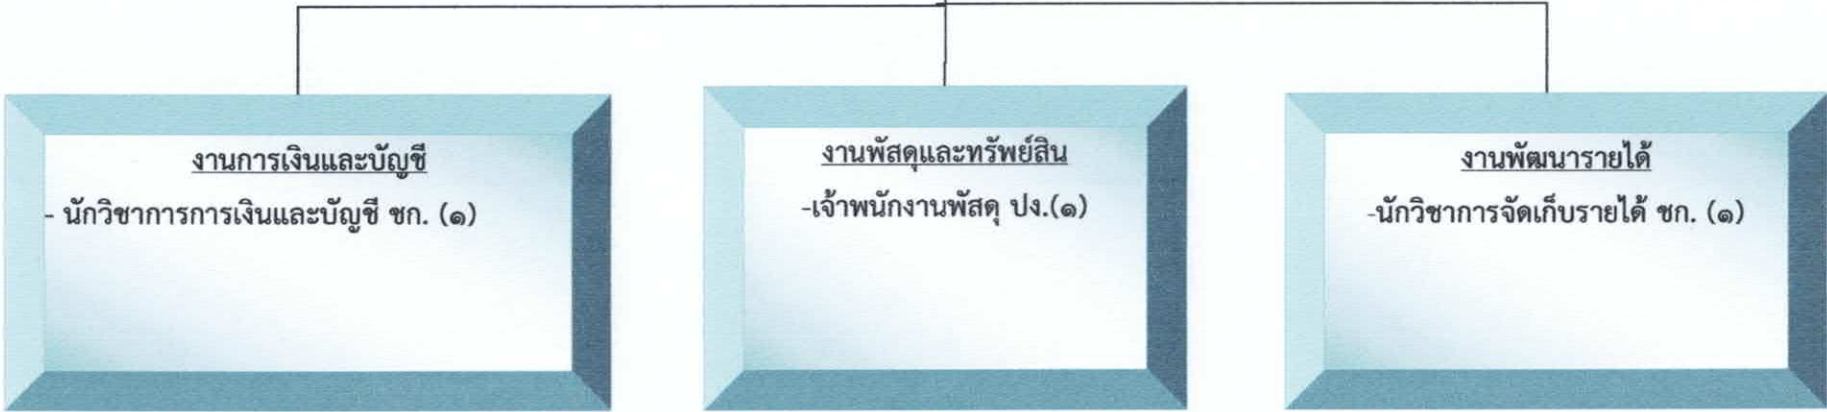 งานการเงินและบัญชี
- นักวิชาการการเงินและบัญชี ชก. (๑)
งานพัสดุและทรัพย์สิน
-เจ้าพนักงานพัสดุ ปง.(๑)
งานพัฒนารายได้
-นักวิชาการจัดเก็บรายได้ ชก. (๑)